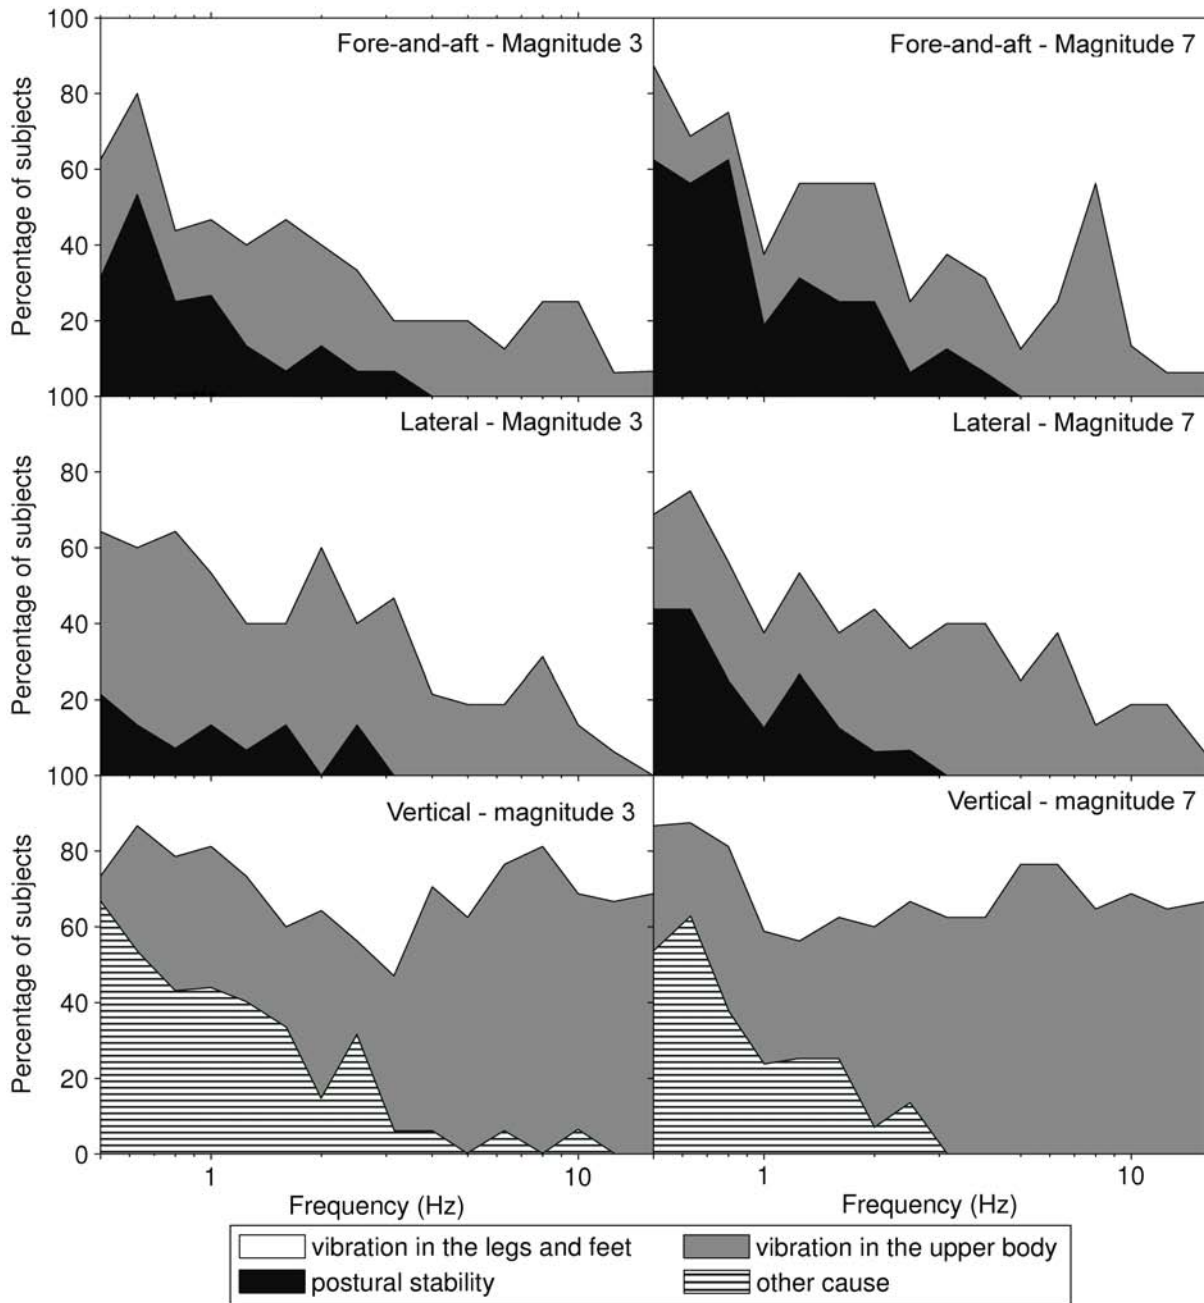 100
80
60
40
20
Percentage of subjects
Fore-and-aft - Magnitude 3
Fore-and-aft - Magnitude 7
100
80
60
40
20
Percentage of subjects
Lateral - Magnitude 3
Lateral - Magnitude 7
100
80
60
40
20
0
Percentage of subjects
Vertical - magnitude 3
Vertical - magnitude 7
1 10 1 10
Frequency (Hz) Frequency (Hz)
vibration in the legs and feet vibration in the upper body
postural stability other cause